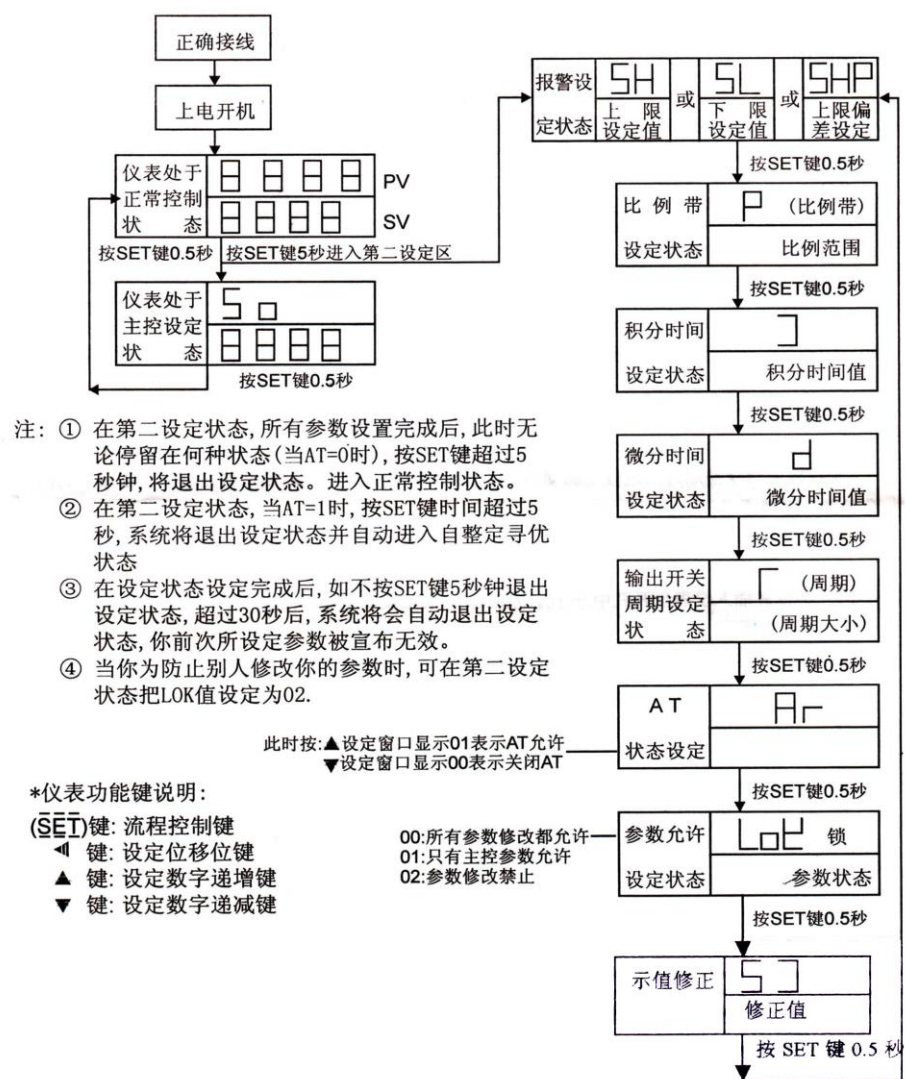 正确接线
上电开机
仪表处于
正常控制
状 态
PV
SV
按SET键0.5秒
按SET键5秒进入第二设定区
仪表处于
主控设定
状 态
So
按SET键0.5秒
注: ① 在第二设定状态,所有参数设置完成后,此时无
论停留在何种状态(当AT=0时),按SET键超过5
秒钟,将退出设定状态。进入正常控制状态。
② 在第二设定状态,当AT=1时,按SET键时间超过5
秒,系统将退出设定状态并自动进入自整定寻优
状态
③ 在设定状态设定完成后,如不按SET键5秒钟退出
设定状态,超过30秒后,系统将会自动退出设定
状态,你前次所设定参数被宣布无效。
④ 当你为防止别人修改你的参数时,可在第二设定
状态把LOK值设定为02.
此时按:▲设定窗口显示01表示AT允许
▼设定窗口显示00表示关闭AT
*仪表功能键说明:
(SET)键: 流程控制键
键: 设定位移位键
▲ 键: 设定数字递增键
▼ 键: 设定数字递减键
00:所有参数修改都允许
01:只有主控参数允许
02:参数修改禁止
报警设
定状态
SH
上 限
设定值
或
SL
下 限
设定值
或
SHP
上限偏
差设定
按SET键0.5秒
比 例 带
设定状态
P (比例带)
比例范围
按SET键0.5秒
积分时间
设定状态
积分时间值
按SET键0.5秒
微分时间
设定状态
d
微分时间值
按SET键0.5秒
输出开关
周期设定
状 态
(周期)
(周期大小)
按SET键0.5秒
A T
状态设定
Ar
按SET键0.5秒
参数允许
设定状态
LoK 锁
参数状态
按SET键0.5秒
示值修正
修正值
按 SET 键 0.5 秒